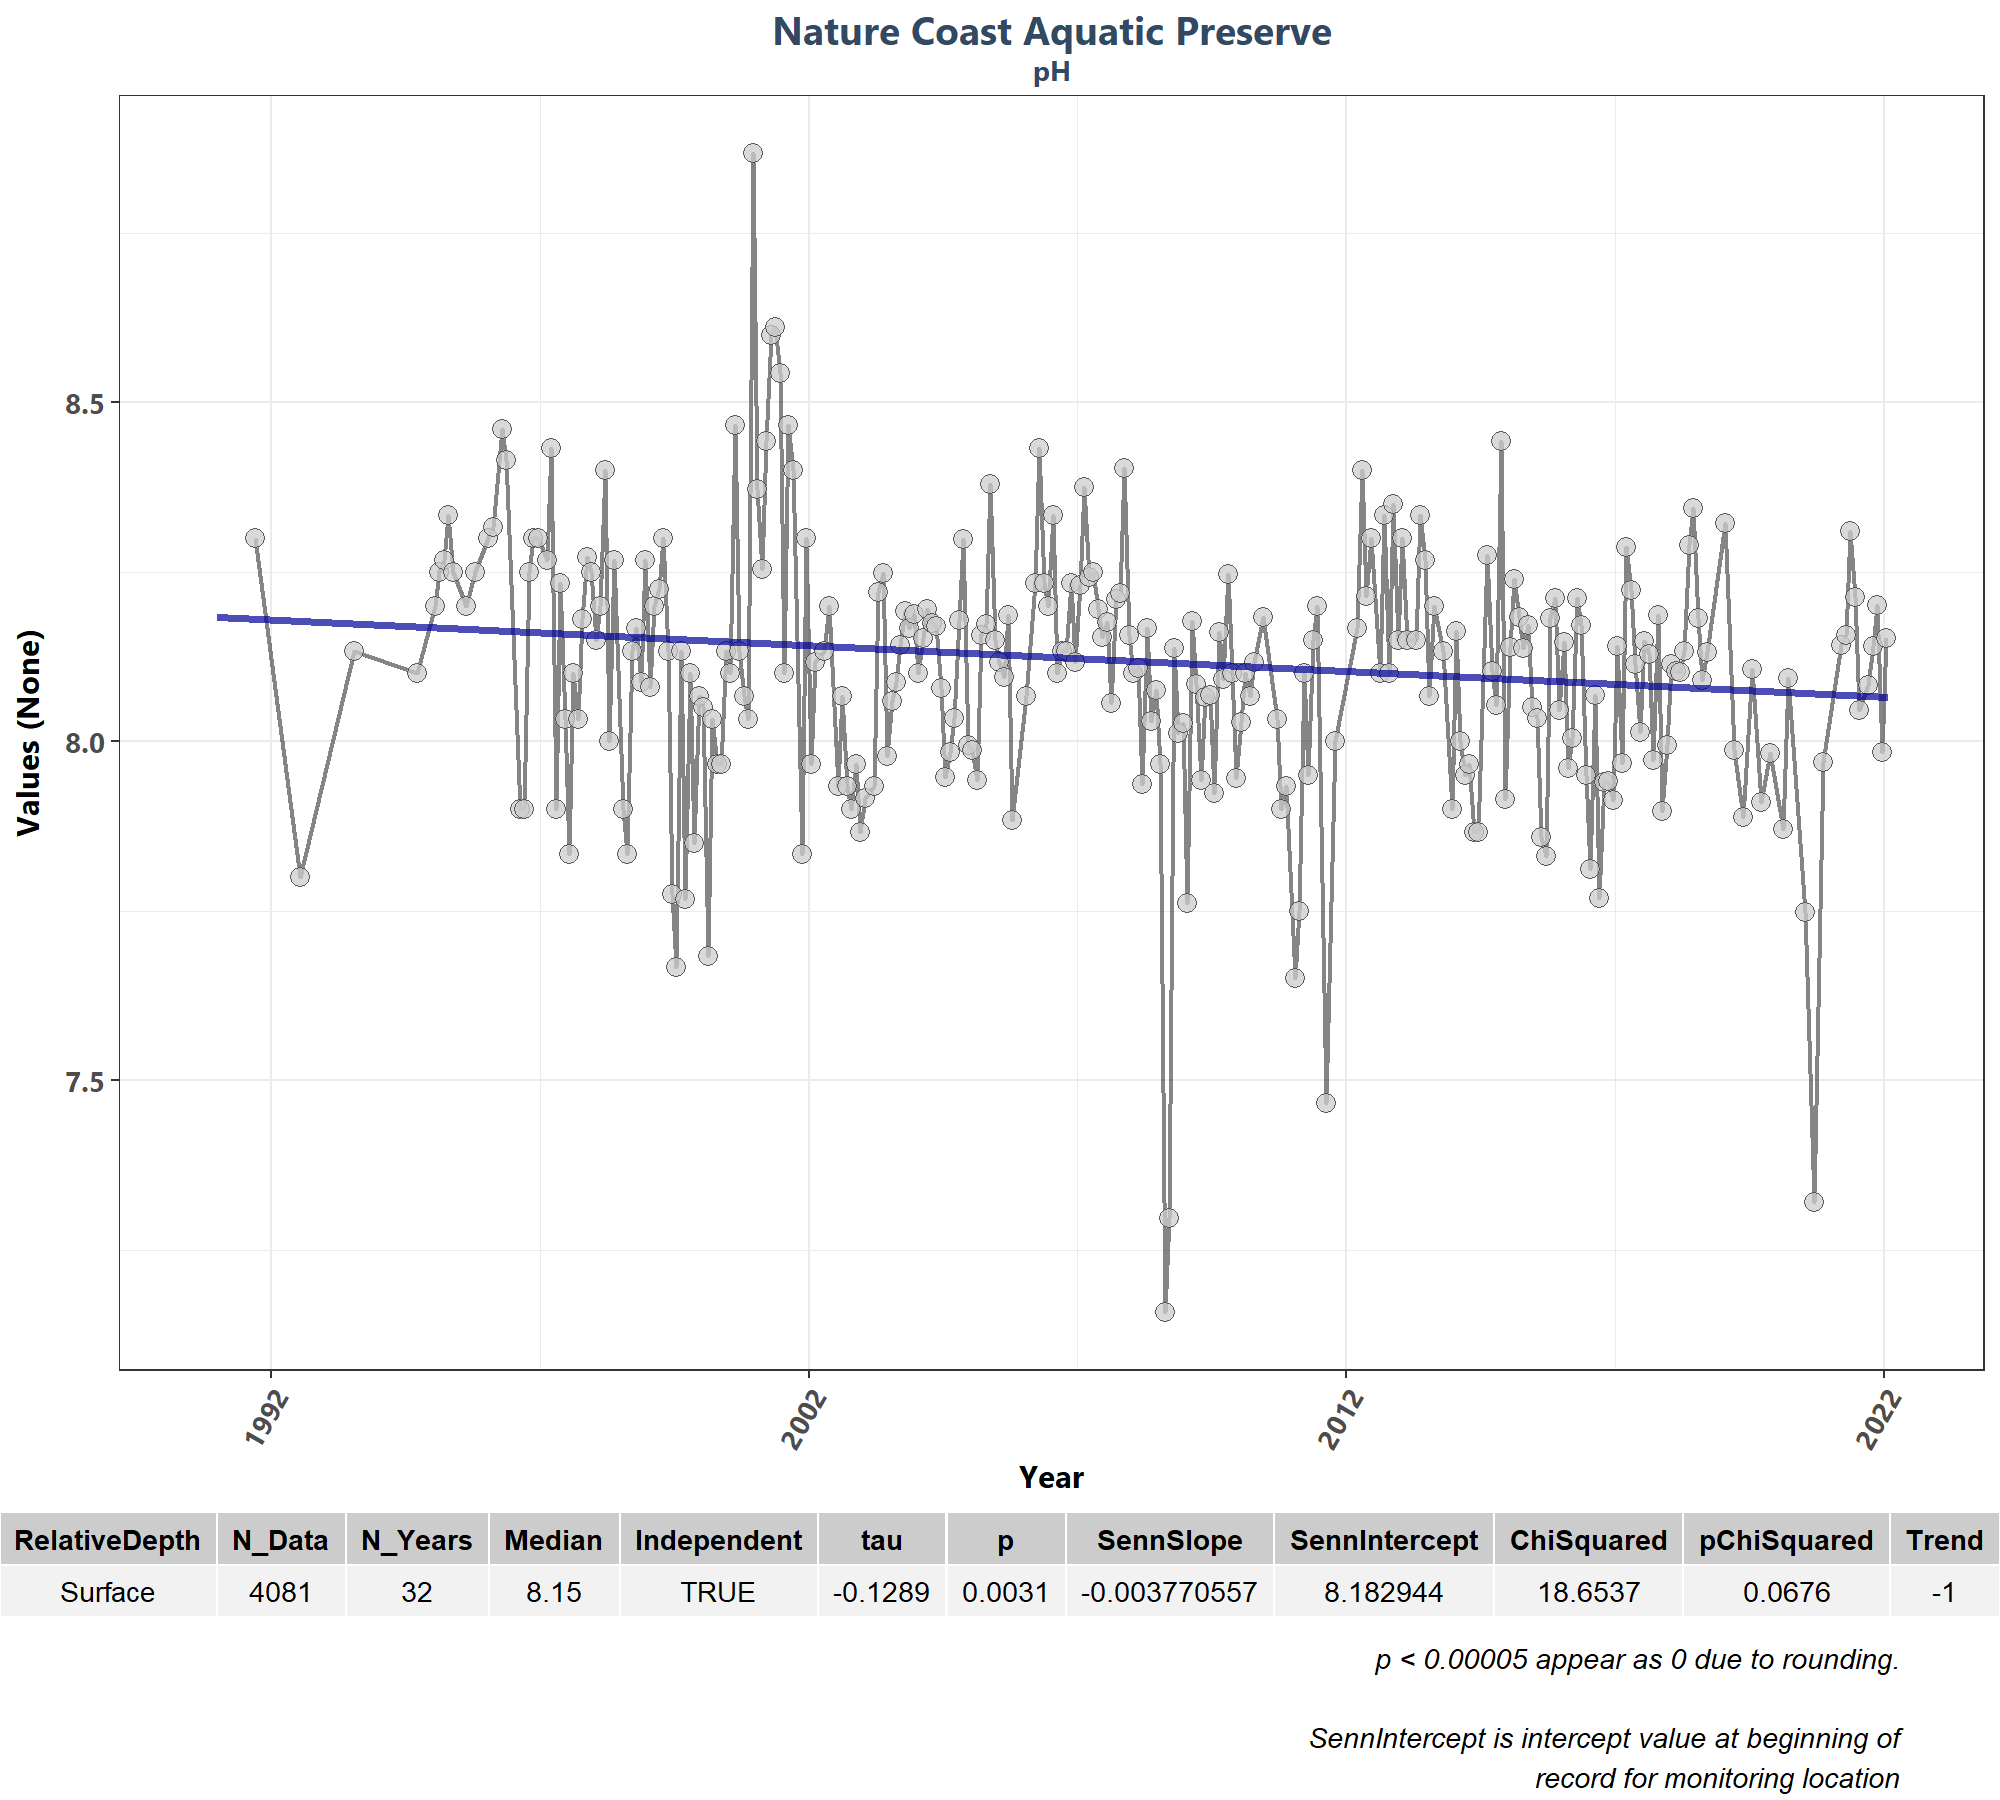 Nature Coast Aquatic Preserve
pH
Values (None)
8.5
8.0
7.5
1992 2002 2012 2022
Year
RelativeDepth N_Data N_Years Median Independent tau p SennSlope SennIntercept ChiSquared pChiSquared Trend
Surface 4081 32 8.15 TRUE -0.1289 0.0031 -0.003770557 8.182944 18.6537 0.0676 -1
p < 0.00005 appear as 0 due to rounding.
SennIntercept is intercept value at beginning of
record for monitoring location